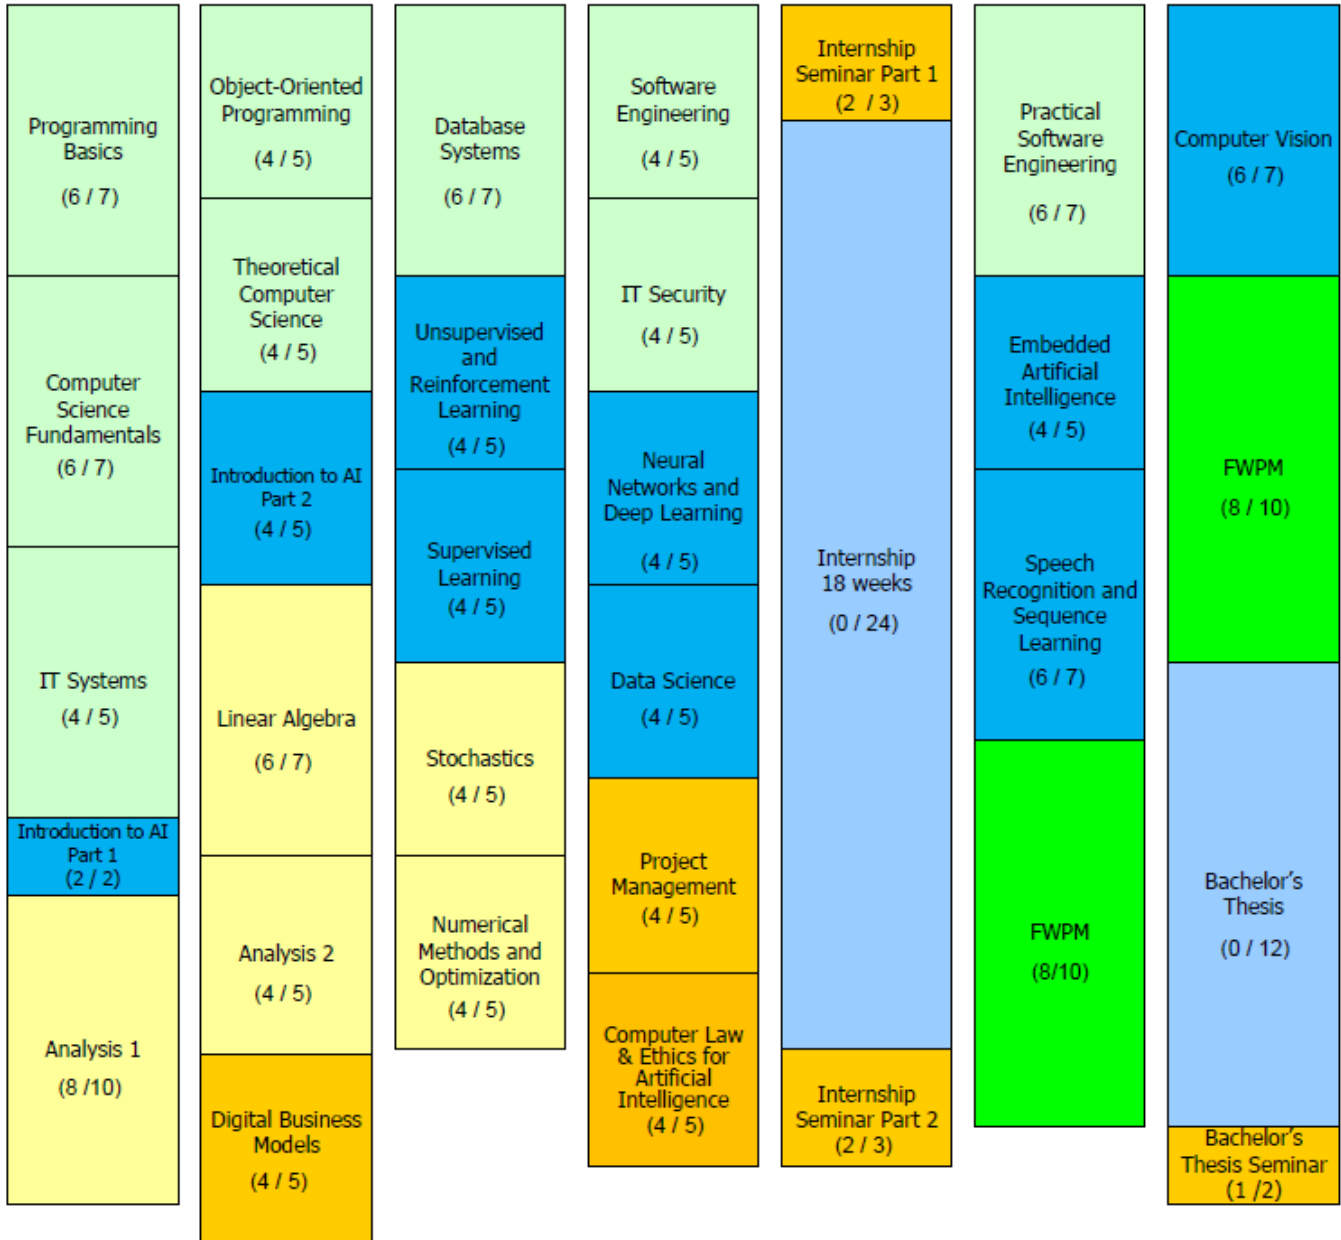 Programming
Basics
(6 / 7)
Computer
Science
Fundamentals
(6 / 7)
IT Systems
(4 / 5)
Introduction to AI
Part 1
(2 / 2)
Analysis 1
(8 /10)
Object-Oriented
Programming
(4 / 5)
Theoretical
Computer
Science
(4 / 5)
Introduction to AI
Part 2
(4 / 5)
Linear Algebra
(6 / 7)
Analysis 2
(4 / 5)
Digital Business
Models
(4 / 5)
Database
Systems
(6 / 7)
Unsupervised
and
Reinforcement
Learning
(4 / 5)
Supervised
Learning
(4 / 5)
Stochastics
(4 / 5)
Numerical
Methods and
Optimization
(4 / 5)
Software
Engineering
(4 / 5)
IT Security
(4 / 5)
Neural
Networks and
Deep Learning
(4 / 5)
Data Science
(4 / 5)
Project
Management
(4 / 5)
Computer Law
& Ethics for
Artificial
Intelligence
(4 / 5)
Internship
Seminar Part 1
(2 / 3)
Internship
18 weeks
(0 / 24)
Internship
Seminar Part 2
(2 / 3)
Practical
Software
Engineering
(6 / 7)
Embedded
Artificial
Intelligence
(4 / 5)
Speech
Recognition and
Sequence
Learning
(6 / 7)
FWPM
(8/10)
Computer Vision
(6 / 7)
FWPM
(8 / 10)
Bachelor's
Thesis
(0 / 12)
Bachelor's
Thesis Seminar
(1 /2)